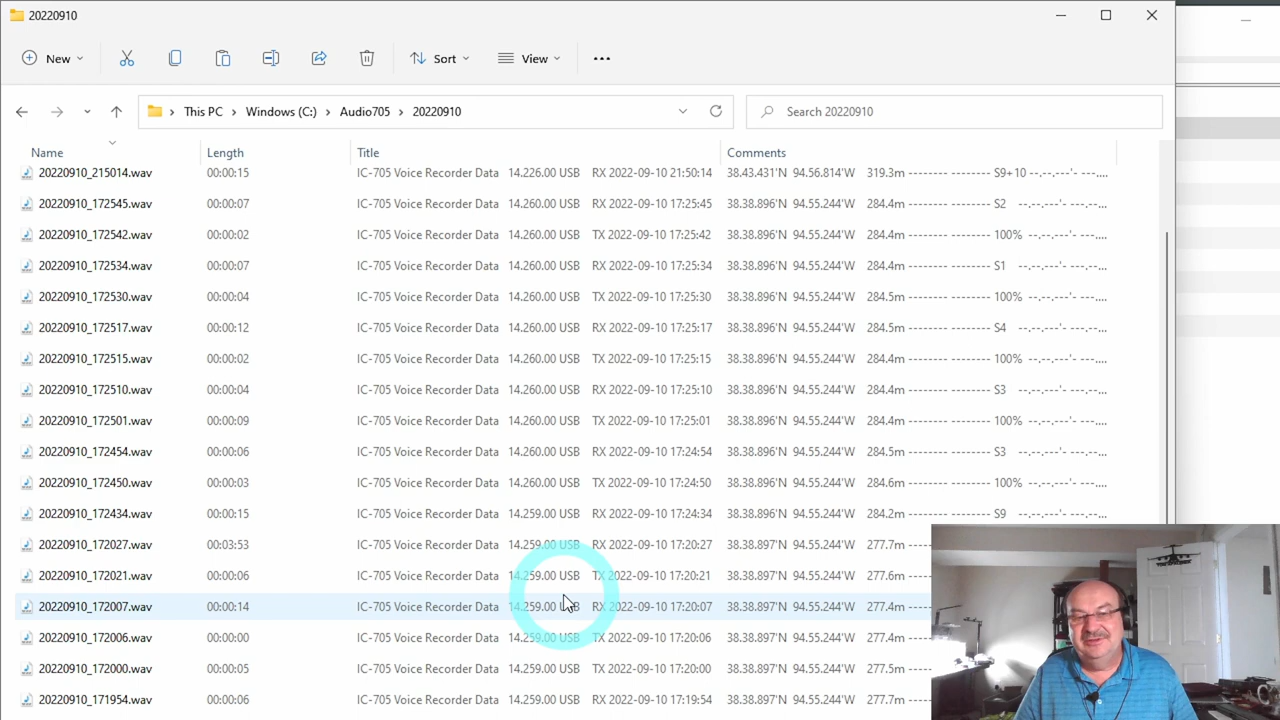 20220910
New Sort View
This PC Windows (C:) Audio705 20220910 Search 20220910
Name Length Title Comments
20220910_215014.wav 00:00:15 IC-705 Voice Recorder Data 14.226.00 USB RX 2022-09-10 21:50:14 38.43.431'N 94.56.814'W 319.3m -------- -------- S9+10 --.--.---'- ---.…
20220910_172545.wav 00:00:07 IC-705 Voice Recorder Data 14.260.00 USB RX 2022-09-10 17:25:45 38.38.896'N 94.55.244'W 284.4m -------- -------- S2 --.--.---'- ---.--...
20220910_172542.wav 00:00:02 IC-705 Voice Recorder Data 14.260.00 USB TX 2022-09-10 17:25:42 38.38.896'N 94.55.244'W 284.4m -------- -------- 100% --.--.---'- ---.--...
20220910_172534.wav 00:00:07 IC-705 Voice Recorder Data 14.260.00 USB RX 2022-09-10 17:25:34 38.38.896'N 94.55.244'W 284.4m -------- -------- S1 --.--.---'- ---.--...
20220910_172530.wav 00:00:04 IC-705 Voice Recorder Data 14.260.00 USB TX 2022-09-10 17:25:30 38.38.896'N 94.55.244'W 284.5m -------- -------- 100% --.--.---'- ---.--...
20220910_172517.wav 00:00:12 IC-705 Voice Recorder Data 14.260.00 USB RX 2022-09-10 17:25:17 38.38.896'N 94.55.244'W 284.5m -------- -------- S4 --.--.---'- ---.--...
20220910_172515.wav 00:00:02 IC-705 Voice Recorder Data 14.260.00 USB TX 2022-09-10 17:25:15 38.38.896'N 94.55.244'W 284.4m -------- -------- 100% --.--.---'- ---.--...
20220910_172510.wav 00:00:04 IC-705 Voice Recorder Data 14.260.00 USB RX 2022-09-10 17:25:10 38.38.896'N 94.55.244'W 284.4m -------- -------- S3 --.--.---'- ---.--...
20220910_172501.wav 00:00:09 IC-705 Voice Recorder Data 14.260.00 USB TX 2022-09-10 17:25:01 38.38.896'N 94.55.244'W 284.4m -------- -------- 100% --.--.---'- ---.--...
20220910_172454.wav 00:00:06 IC-705 Voice Recorder Data 14.260.00 USB RX 2022-09-10 17:24:54 38.38.896'N 94.55.244'W 284.5m -------- -------- S3 --.--.---'- ---.--...
20220910_172450.wav 00:00:03 IC-705 Voice Recorder Data 14.260.00 USB TX 2022-09-10 17:24:50 38.38.896'N 94.55.244'W 284.6m -------- -------- 100% --.--.---'- ---.--...
20220910_172434.wav 00:00:15 IC-705 Voice Recorder Data 14.259.00 USB RX 2022-09-10 17:24:34 38.38.896'N 94.55.244'W 284.2m -------- -------- S9 --.--.---'- ---.--...
20220910_172027.wav 00:03:53 IC-705 Voice Recorder Data 14.259.00 USB RX 2022-09-10 17:20:27 38.38.897'N 94.55.244'W 277.7m ----
20220910_172021.wav 00:00:06 IC-705 Voice Recorder Data 14.259.00 USB TX 2022-09-10 17:20:21 38.38.897'N 94.55.244'W 277.6m ----
20220910_172007.wav 00:00:14 IC-705 Voice Recorder Data 14.259.00 USB RX 2022-09-10 17:20:07 38.38.897'N 94.55.244'W 277.4m ----
20220910_172006.wav 00:00:00 IC-705 Voice Recorder Data 14.259.00 USB TX 2022-09-10 17:20:06 38.38.897'N 94.55.244'W 277.4m ----
20220910_172000.wav 00:00:05 IC-705 Voice Recorder Data 14.259.00 USB TX 2022-09-10 17:20:00 38.38.897'N 94.55.244'W 277.5m ----
20220910_171954.wav 00:00:06 IC-705 Voice Recorder Data 14.259.00 USB RX 2022-09-10 17:19:54 38.38.897'N 94.55.244'W 277.7m ----